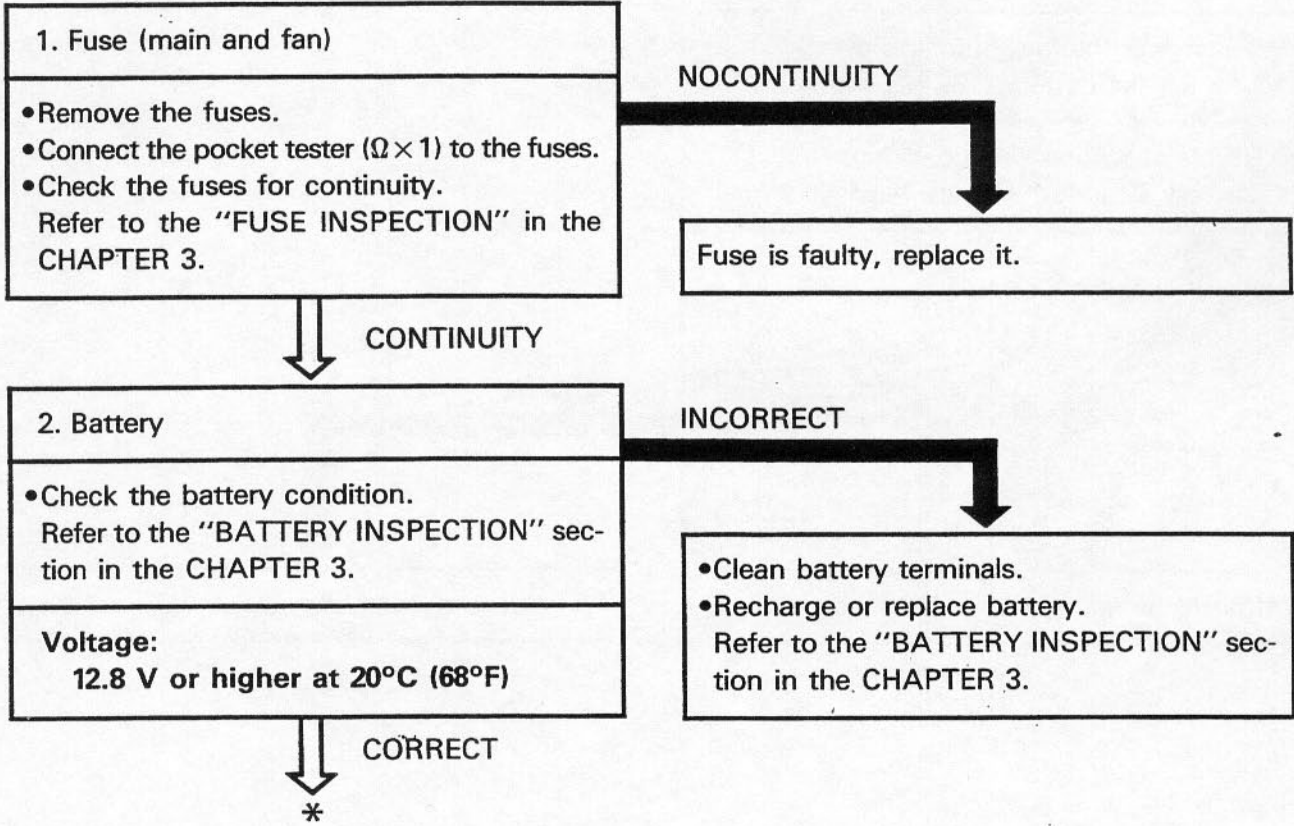 1. Fuse (main and fan)
•Remove the fuses.
•Connect the pocket tester (Ω×1) to the fuses.
•Check the fuses for continuity.
Refer to the "FUSE INSPECTION" in the
CHAPTER 3.
NOCONTINUITY
Fuse is faulty, replace it.
CONTINUITY
2. Battery
•Check the battery condition.
Refer to the "BATTERY INSPECTION" sec-
tion in the CHAPTER 3.
Voltage:
12.8 V or higher at 20°C (68°F)
INCORRECT
•Clean battery terminals.
•Recharge or replace battery.
Refer to the "BATTERY INSPECTION" sec-
tion in the CHAPTER 3.
CORRECT
*